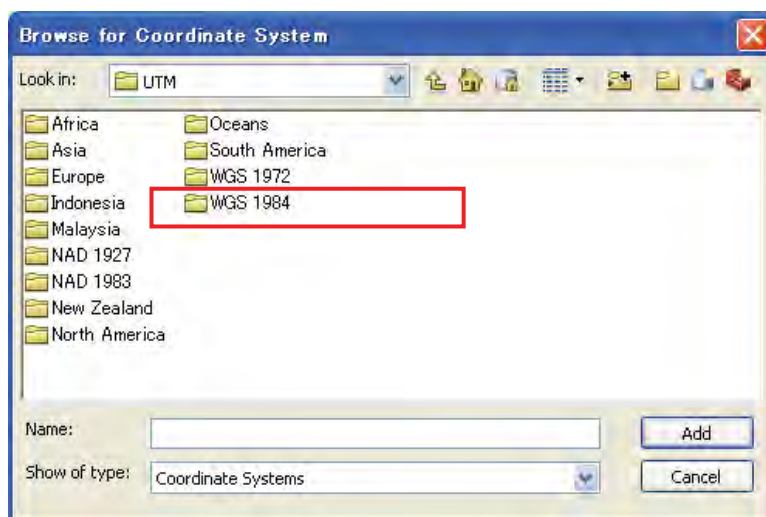 Browse for Coordinate System
Look in: UTM
Africa Oceans
Asia South America
Europe WGS 1972
Indonesia WGS 1984
Malaysia
NAD 1927
NAD 1983
New Zealand
North America
Name: Add
Show of type: Coordinate Systems Cancel